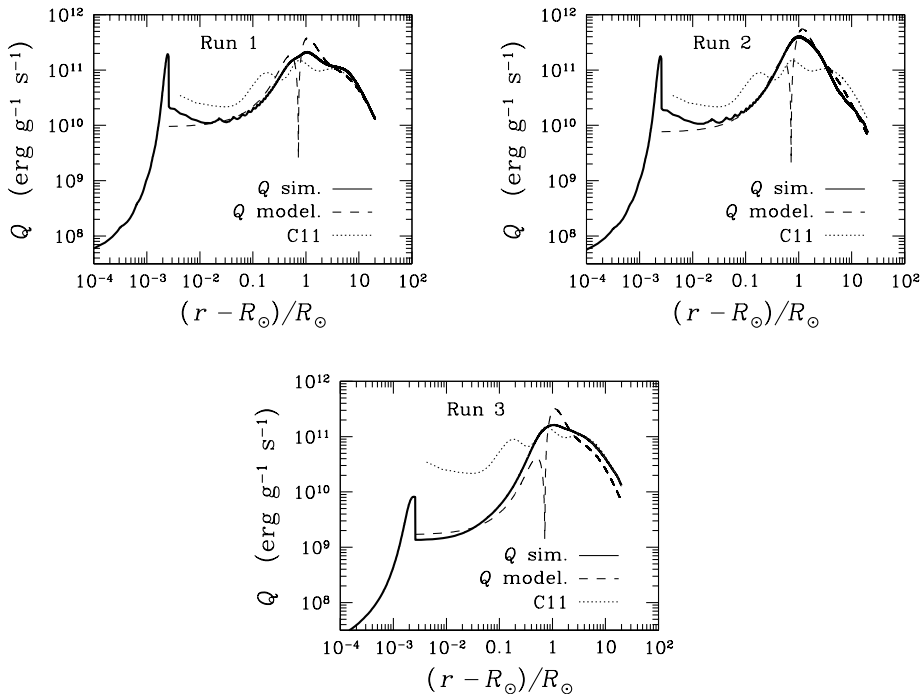 Run 1
10¹²
10¹¹
10¹⁰
10⁹
10⁸
Q (erg g⁻¹ s⁻¹)
Q sim.
Q model.
C11
10⁻⁴ 10⁻³ 10⁻² 0.1 1 10 10²
(r − R☉)/R☉
Run 2
10¹²
10¹¹
10¹⁰
10⁹
10⁸
Q (erg g⁻¹ s⁻¹)
Q sim.
Q model.
C11
10⁻⁴ 10⁻³ 10⁻² 0.1 1 10 10²
(r − R☉)/R☉
Run 3
10¹²
10¹¹
10¹⁰
10⁹
10⁸
Q (erg g⁻¹ s⁻¹)
Q sim.
Q model.
C11
10⁻⁴ 10⁻³ 10⁻² 0.1 1 10 10²
(r − R☉)/R☉